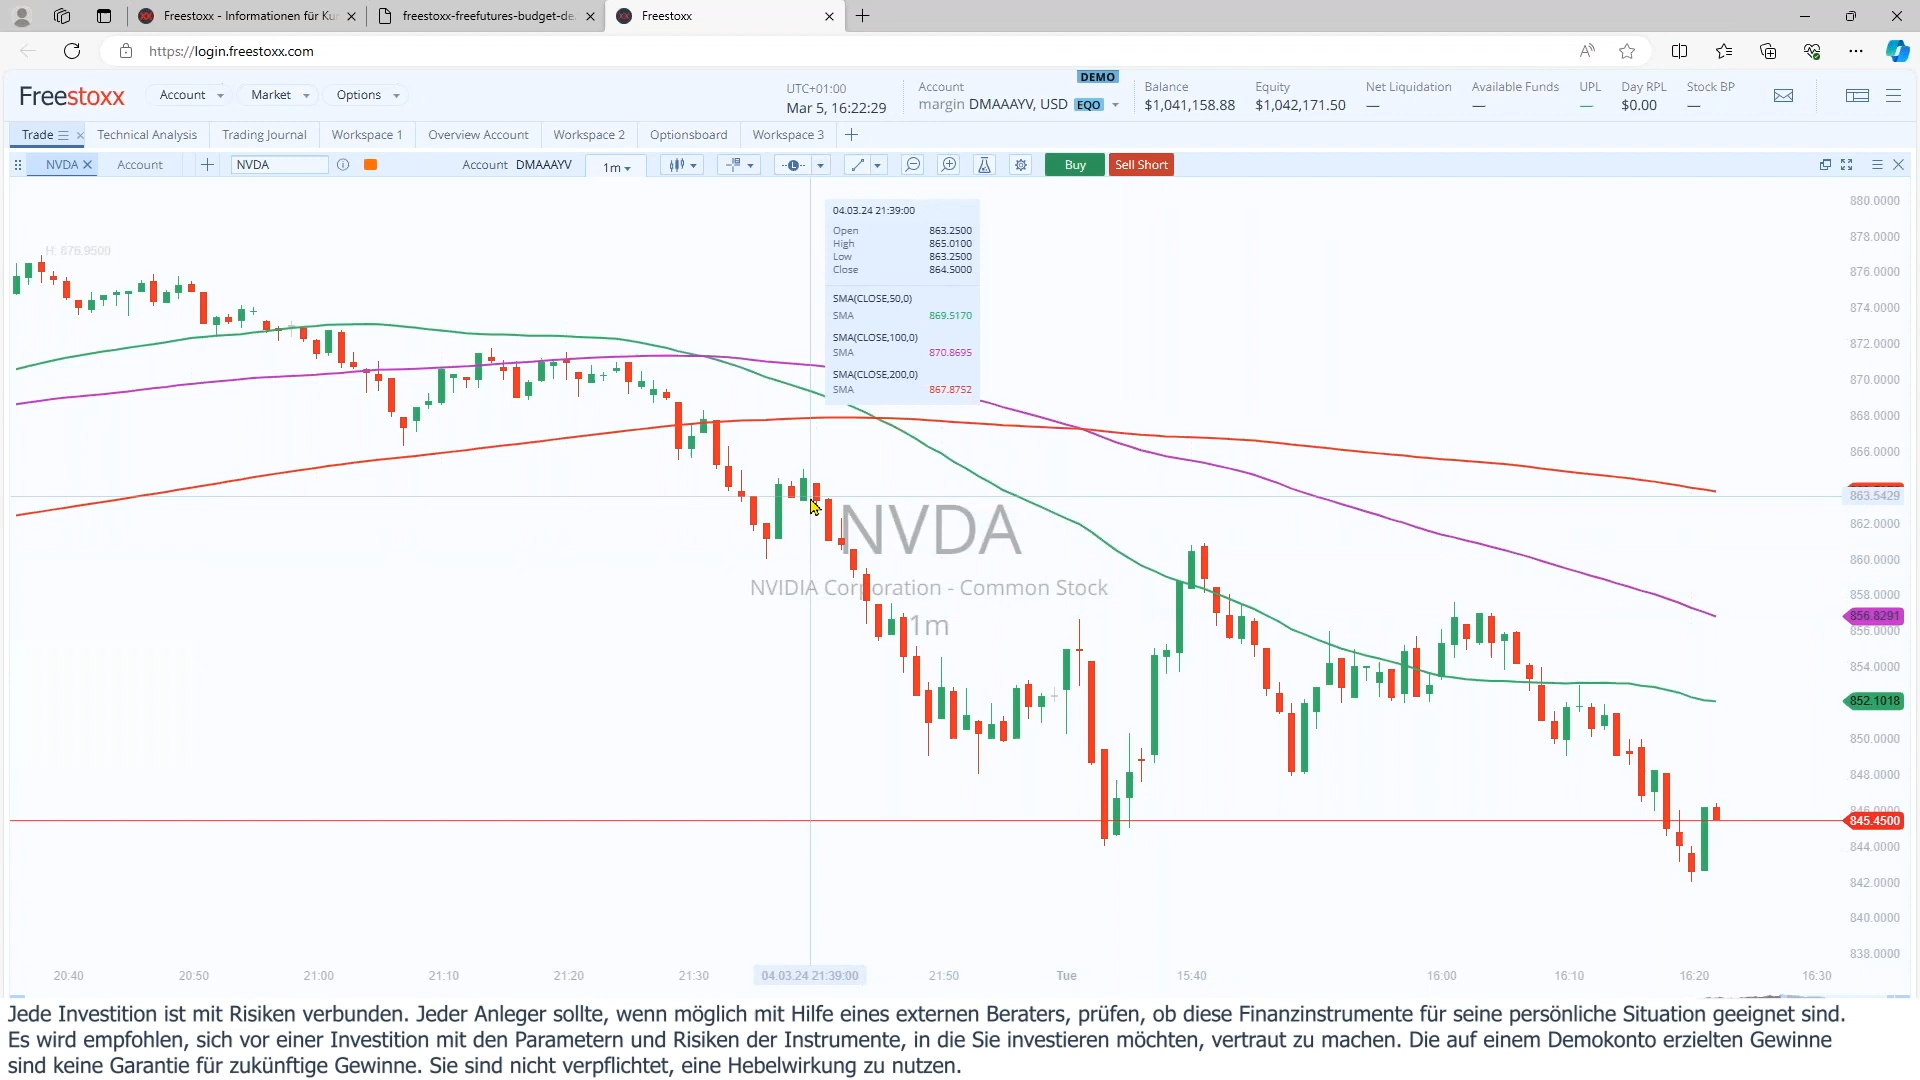 Freestoxx - Informationen für Kur
freestoxx-freefutures-budget-de
Freestoxx
https://login.freestoxx.com
Freestoxx
Account
Market
Options
UTC+01:00
Mar 5, 16:22:29
Account
DEMO
margin DMAAAYV, USD EQO
Balance
$1,041,158.88
Equity
$1,042,171.50
Net Liquidation
—
Available Funds
—
UPL
—
Day RPL
$0.00
Stock BP
—
Trade
Technical Analysis
Trading Journal
Workspace 1
Overview Account
Workspace 2
Optionsboard
Workspace 3
NVDA
Account
NVDA
Account DMAAAYV
1m
Buy
Sell Short
H: 876.9500
04.03.24 21:39:00
Open 863.2500
High 865.0100
Low 863.2500
Close 864.5000
SMA(CLOSE,50,0)
SMA 869.5170
SMA(CLOSE,100,0)
SMA 870.8695
SMA(CLOSE,200,0)
SMA 867.8752
NVDA
NVIDIA Corporation - Common Stock
1m
880.0000
878.0000
876.0000
874.0000
872.0000
870.0000
868.0000
866.0000
863.5429
862.0000
860.0000
858.0000
856.8291
856.0000
854.0000
852.1018
850.0000
848.0000
846.0000
845.4500
844.0000
842.0000
840.0000
838.0000
20:40 20:50 21:00 21:10 21:20 21:30 04.03.24 21:39:00 21:50 Tue 15:40 16:00 16:10 16:20 16:30
Jede Investition ist mit Risiken verbunden. Jeder Anleger sollte, wenn möglich mit Hilfe eines externen Beraters, prüfen, ob diese Finanzinstrumente für seine persönliche Situation geeignet sind.
Es wird empfohlen, sich vor einer Investition mit den Parametern und Risiken der Instrumente, in die Sie investieren möchten, vertraut zu machen. Die auf einem Demokonto erzielten Gewinne
sind keine Garantie für zukünftige Gewinne. Sie sind nicht verpflichtet, eine Hebelwirkung zu nutzen.